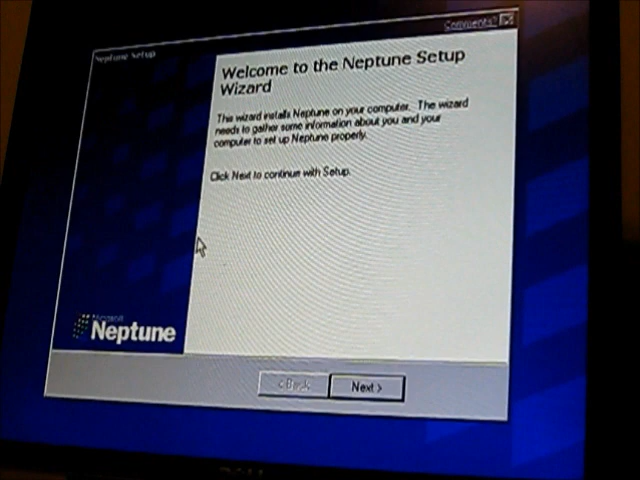 Neptune Setup
Comments?
Welcome to the Neptune Setup
Wizard
This wizard installs Neptune on your computer. The wizard
needs to gather some information about you and your
computer to set up Neptune properly.
Click Next to continue with Setup.
Microsoft
Neptune
< Back
Next >